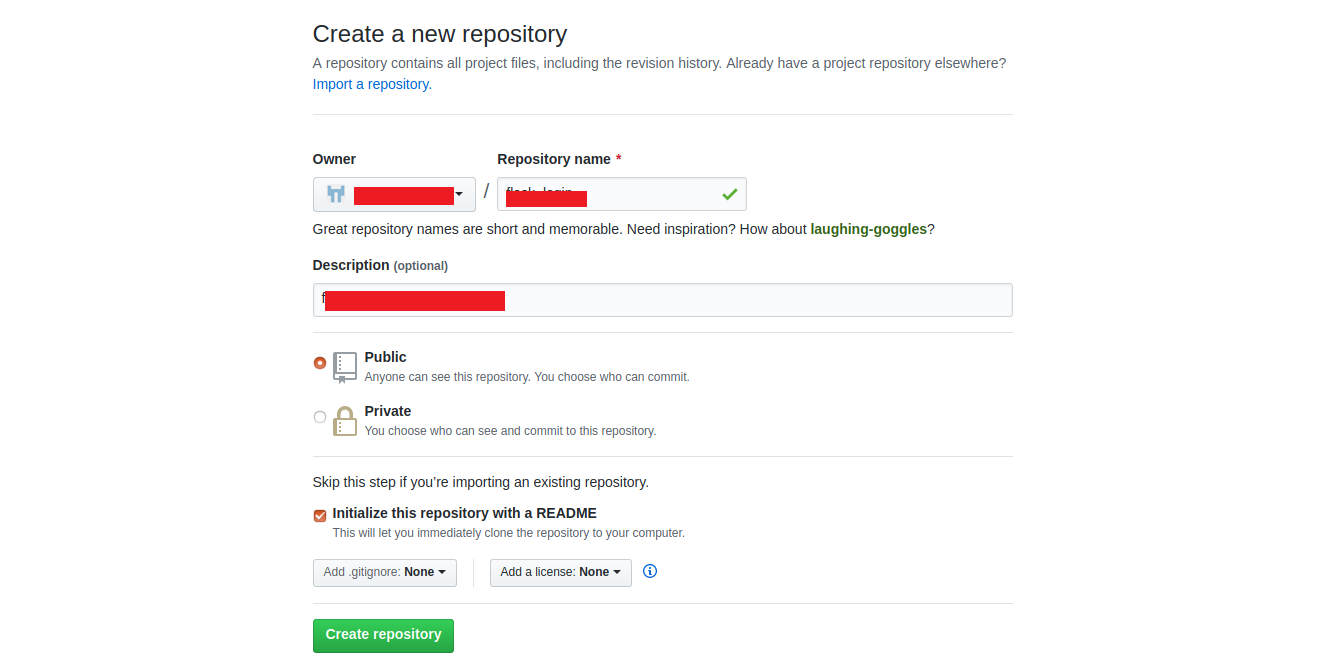 Create a new repository
A repository contains all project files, including the revision history. Already have a project repository elsewhere?
Import a repository.
Owner
Repository name *
/
Great repository names are short and memorable. Need inspiration? How about laughing-goggles?
Description (optional)
Public
Anyone can see this repository. You choose who can commit.
Private
You choose who can see and commit to this repository.
Skip this step if you’re importing an existing repository.
Initialize this repository with a README
This will let you immediately clone the repository to your computer.
Add .gitignore: None
Add a license: None
Create repository